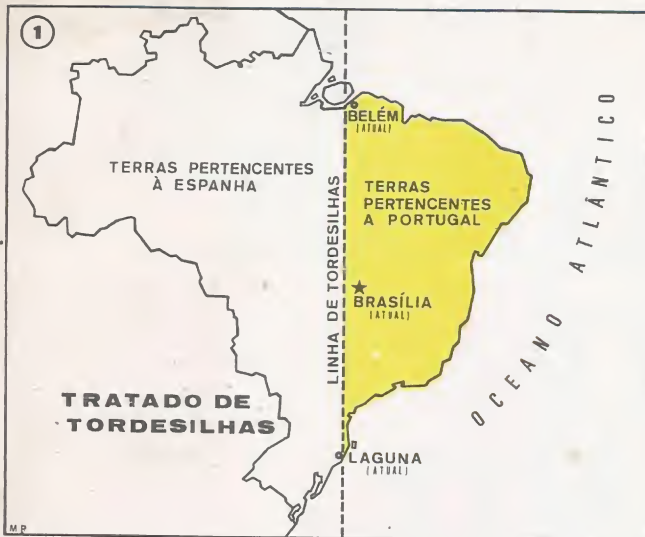 1
BELÉM
(ATUAL)
TERRAS PERTENCENTES
À ESPANHA
LINHA DE TORDESILHAS
TERRAS
PERTENCENTES
A PORTUGAL
OCEANO ATLÂNTICO
BRASÍLIA
(ATUAL)
TRATADO DE
TORDESILHAS
LAGUNA
(ATUAL)
MP